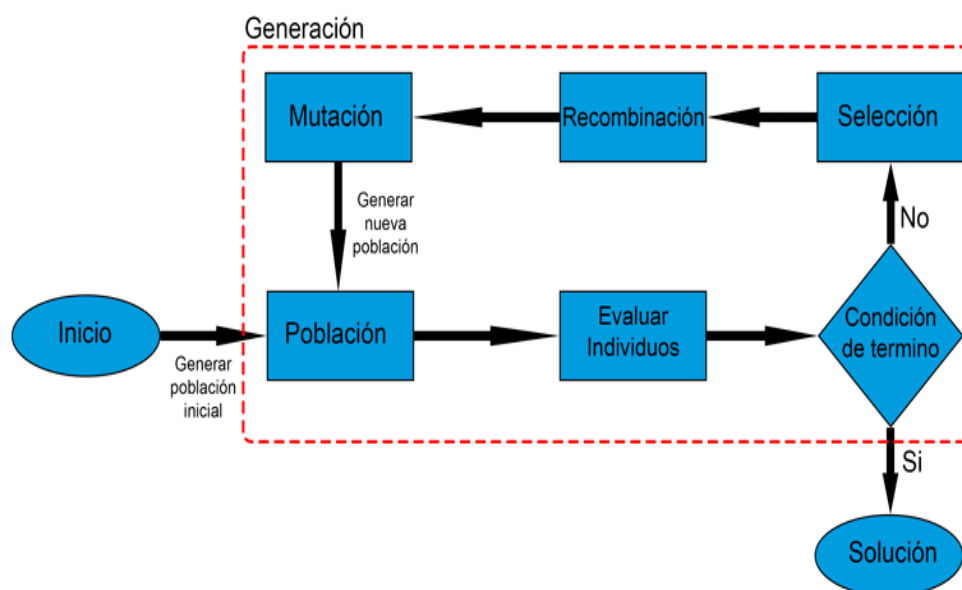 Generación
Mutación
Recombinación
Selección
Generar
nueva
población
No
Inicio
Población
Evaluar
Individuos
Condición
de termino
Generar
población
inicial
Si
Solución